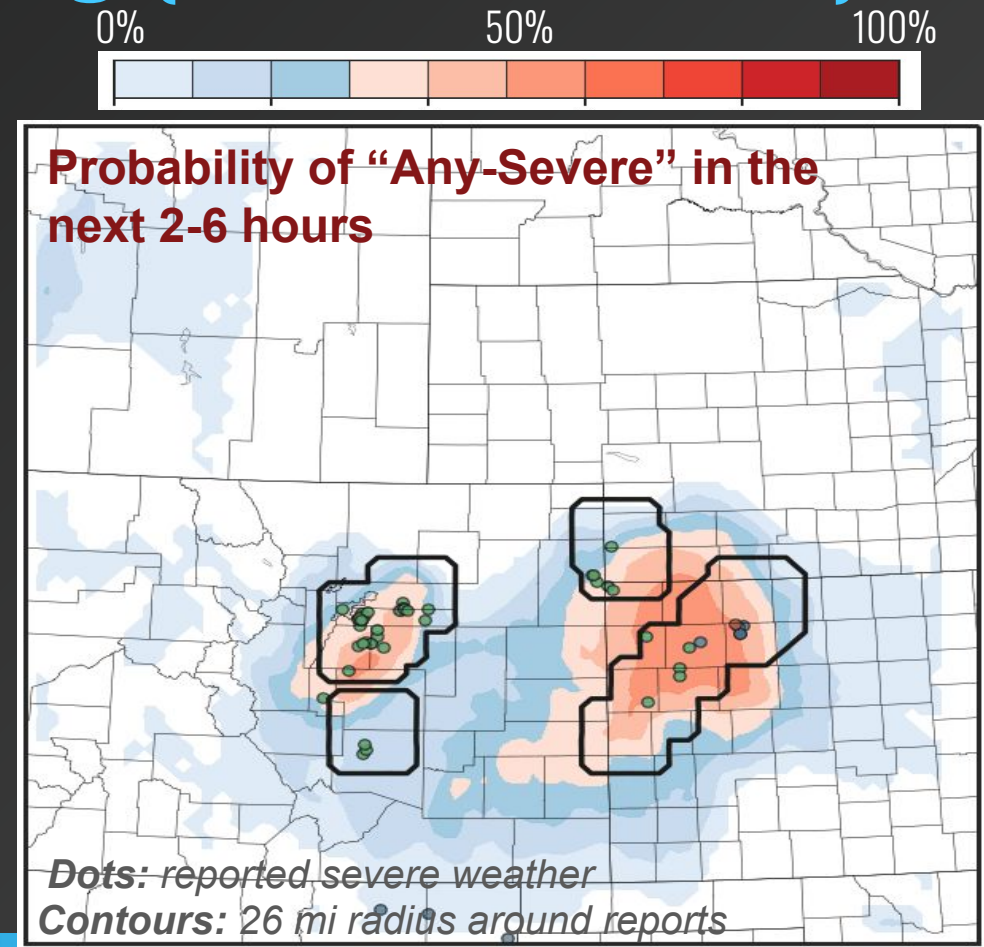 0% 50% 100%
Probability of “Any-Severe” in the
next 2-6 hours
Dots: reported severe weather
Contours: 26 mi radius around reports